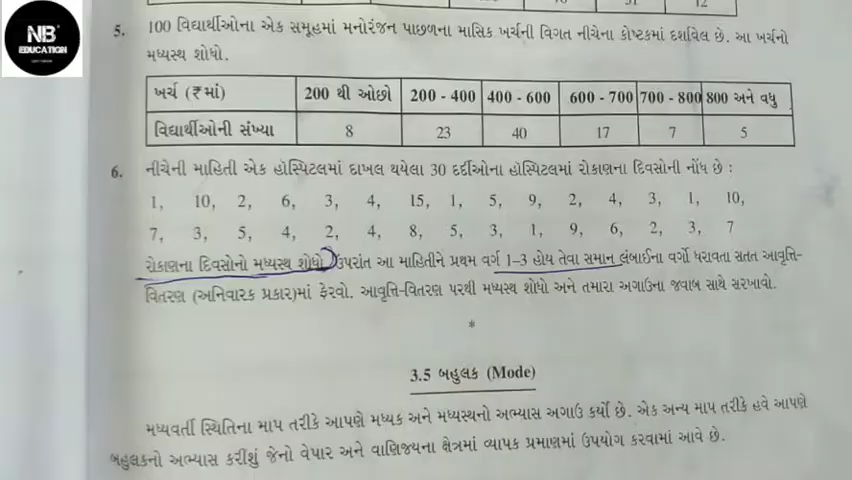 NB
EDUCATION
12
5. 100 વિદ્યાર્થીઓના એક સમૂહમાં મનોરંજન પાછળના માસિક ખર્ચની વિગત નીચેના કોષ્ટકમાં દર્શાવેલ છે. આ ખર્ચનો
મધ્યસ્થ શોધો.
ખર્ચ (₹માં) 200 થી ઓછો 200 - 400 400 - 600 600 - 700 700 - 800 800 અને વધુ
વિદ્યાર્થીઓની સંખ્યા 8 23 40 17 7 5
6. નીચેની માહિતી એક હૉસ્પિટલમાં દાખલ થયેલા 30 દર્દીઓના હૉસ્પિટલમાં રોકાણના દિવસોની નોંધ છે :
1, 10, 2, 6, 3, 4, 15, 1, 5, 9, 2, 4, 3, 1, 10,
7, 3, 5, 4, 2, 4, 8, 5, 3, 1, 9, 6, 2, 3, 7
રોકાણના દિવસોનો મધ્યસ્થ શોધો. ઉપરાંત આ માહિતીને પ્રથમ વર્ગ 1–3 હોય તેવા સમાન લંબાઈના વર્ગો ધરાવતા સતત આવૃત્તિ-
વિતરણ (અનિવારક પ્રકાર)માં ફેરવો. આવૃત્તિ-વિતરણ પરથી મધ્યસ્થ શોધો અને તમારા અગાઉના જવાબ સાથે સરખાવો.
*
3.5 બહુલક (Mode)
મધ્યવર્તી સ્થિતિના માપ તરીકે આપણે મધ્યક અને મધ્યસ્થનો અભ્યાસ અગાઉ કર્યો છે. એક અન્ય માપ તરીકે હવે આપણે
બહુલકનો અભ્યાસ કરીશું જેનો વેપાર અને વાણિજ્યના ક્ષેત્રમાં વ્યાપક પ્રમાણમાં ઉપયોગ કરવામાં આવે છે.